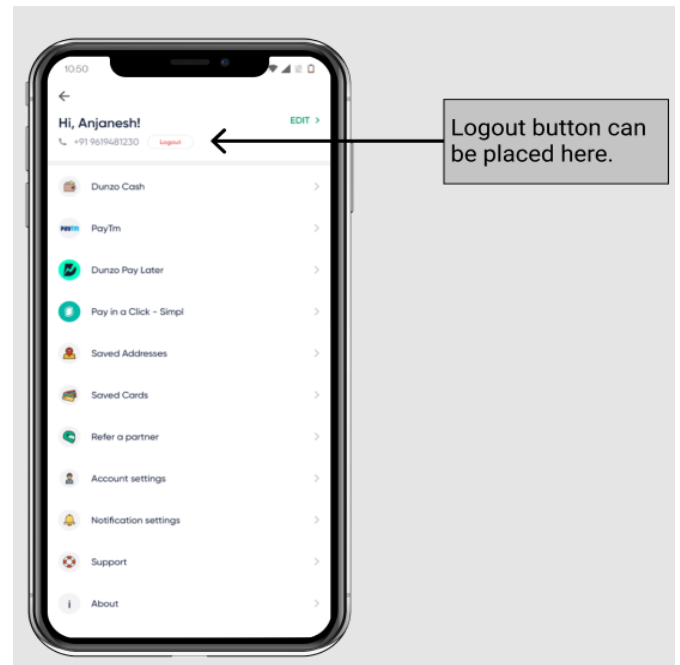 10:50
Hi, Anjanesh!
EDIT >
+91 9619481230 Logout
Logout button can
be placed here.
Dunzo Cash
PayTm
PayTm
Dunzo Pay Later
Pay in a Click - Simpl
Saved Addresses
Saved Cards
Refer a partner
Account settings
Notification settings
Support
i About